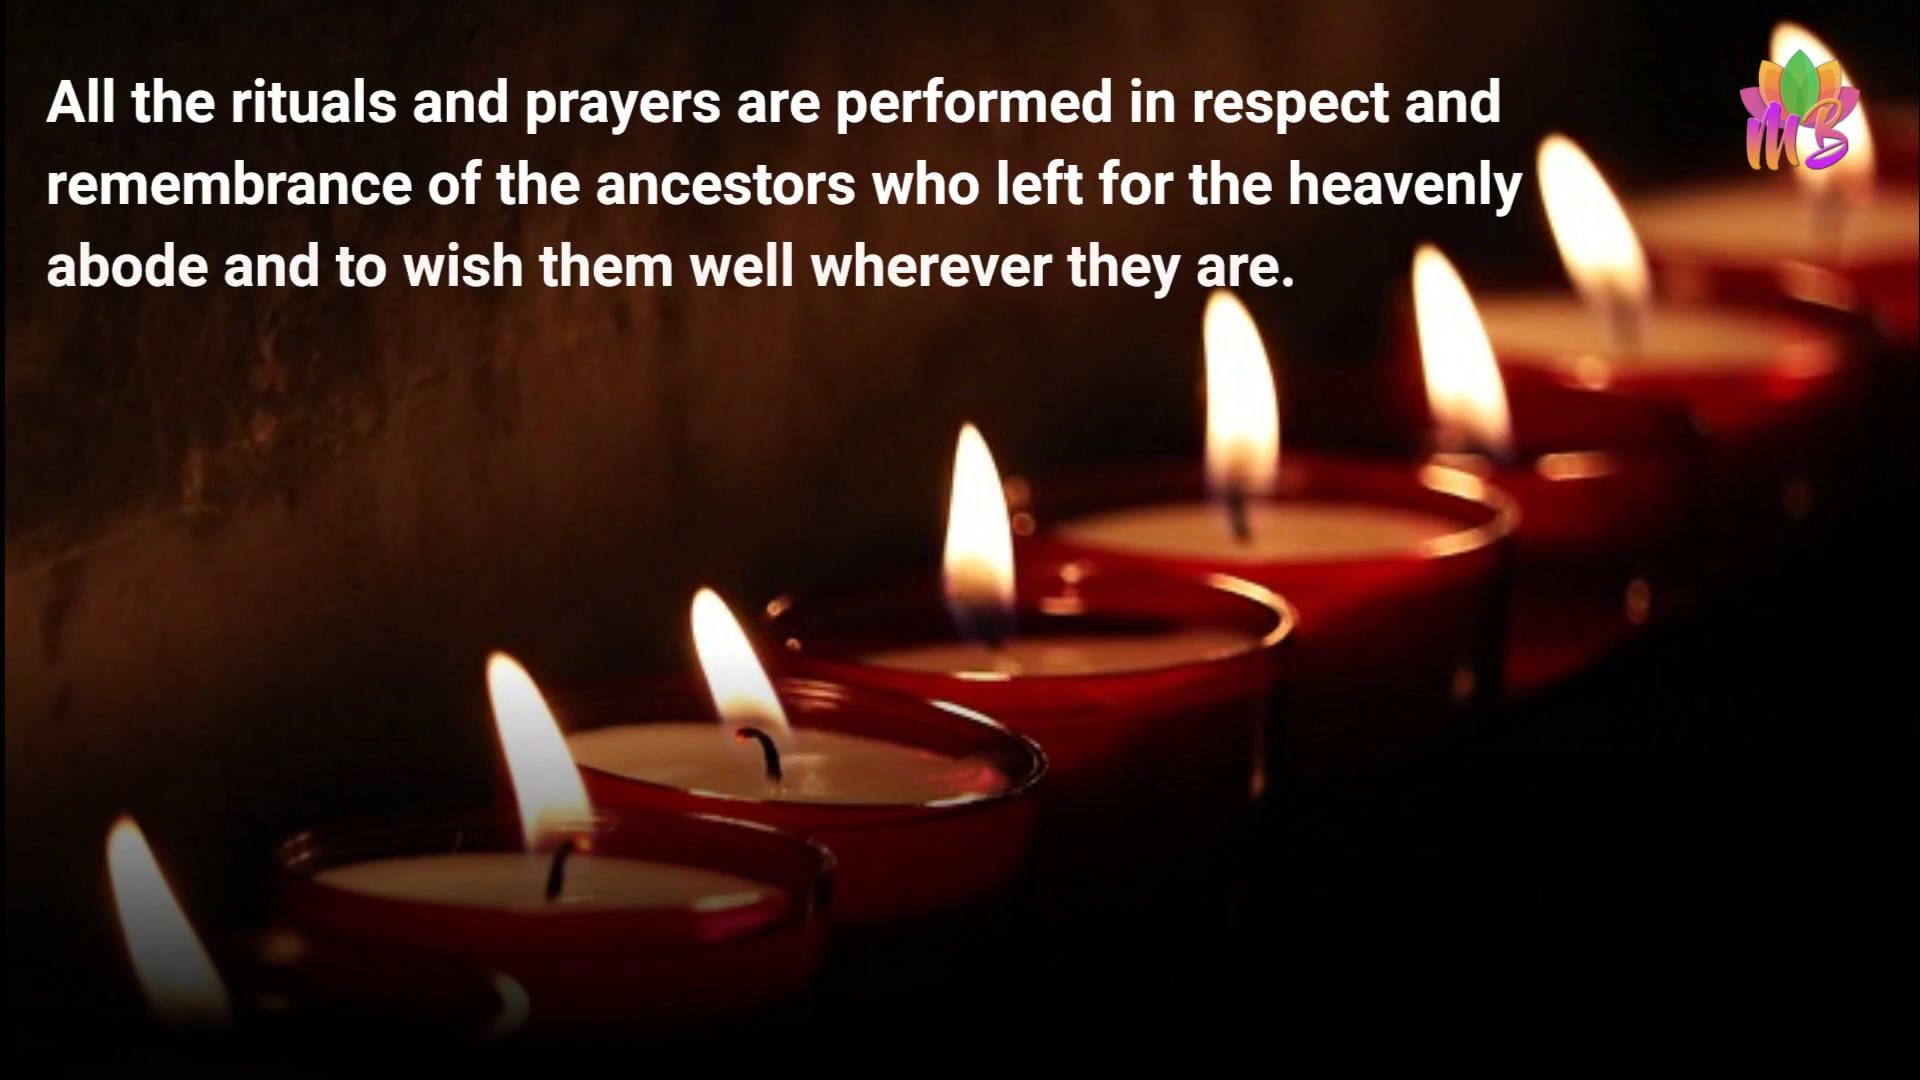 All the rituals and prayers are performed in respect and
remembrance of the ancestors who left for the heavenly
abode and to wish them well wherever they are.
MB